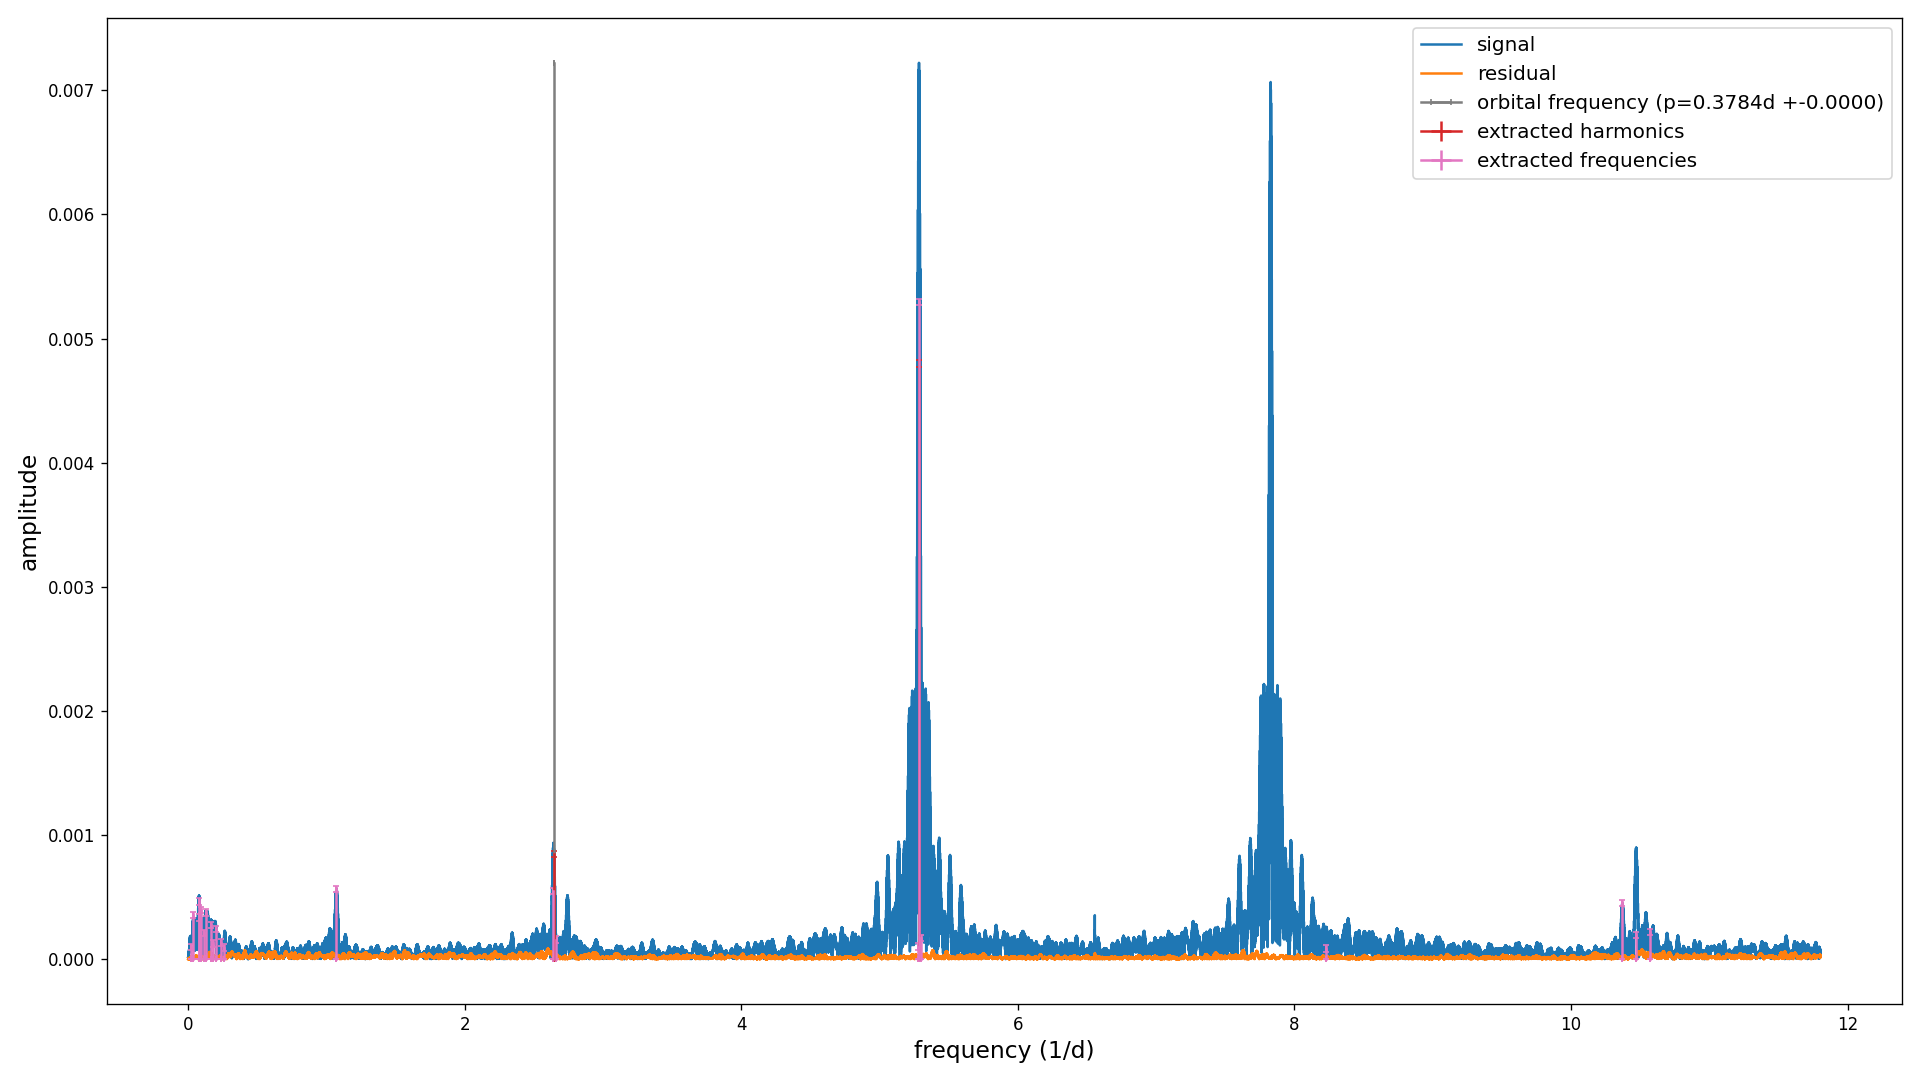 signal
residual
orbital frequency (p=0.3784d +-0.0000)
extracted harmonics
extracted frequencies
0.007
0.006
0.005
0.004
0.003
0.002
0.001
0.000
amplitude
0 2 4 6 8 10 12
frequency (1/d)